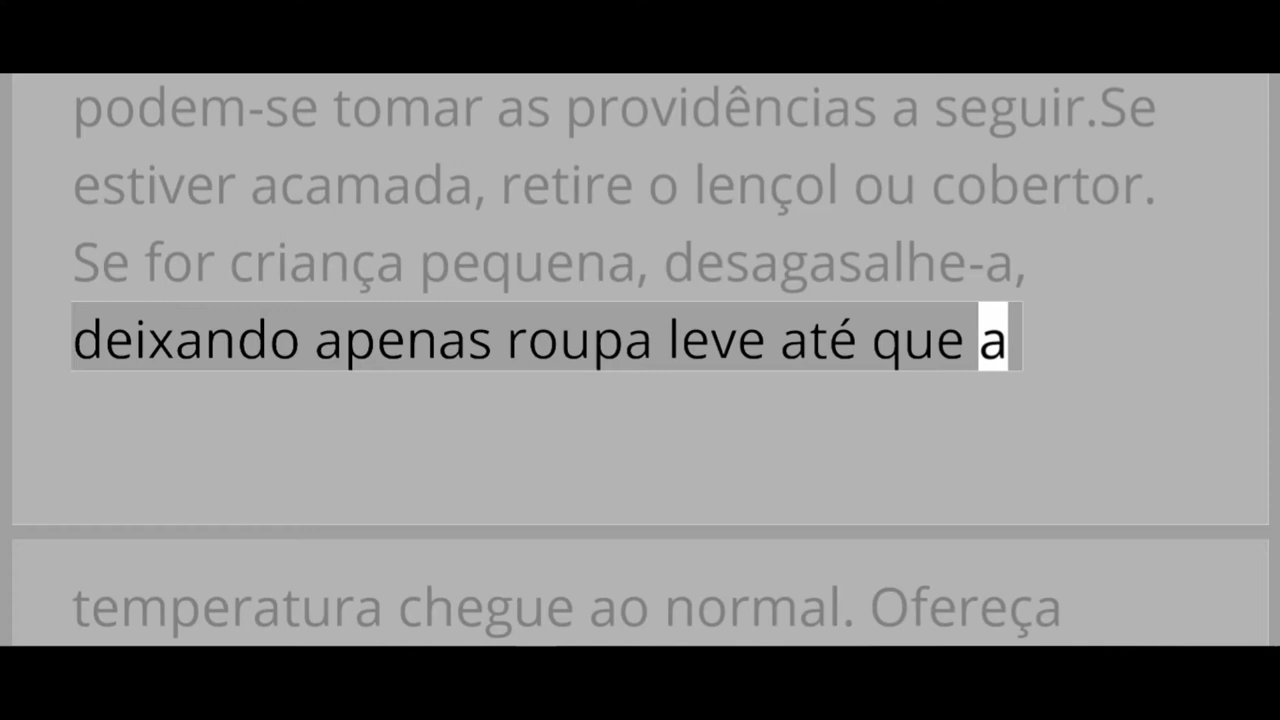 podem-se tomar as providências a seguir.Se
estiver acamada, retire o lençol ou cobertor.
Se for criança pequena, desagasalhe-a,
deixando apenas roupa leve até que a
temperatura chegue ao normal. Ofereça